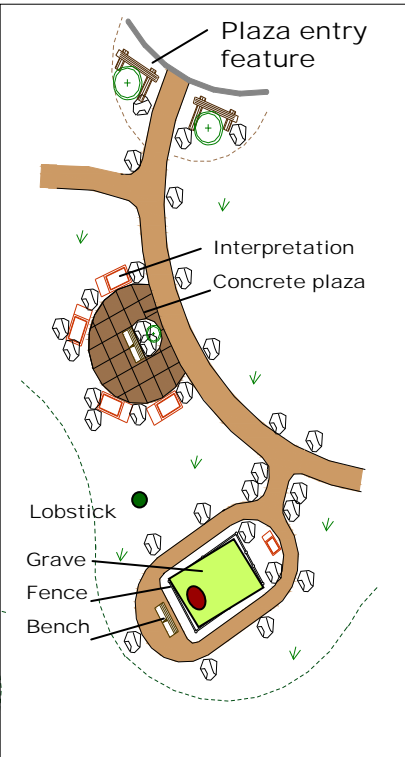 Plaza entry
feature
Interpretation
Concrete plaza
Lobstick
Grave
Fence
Bench